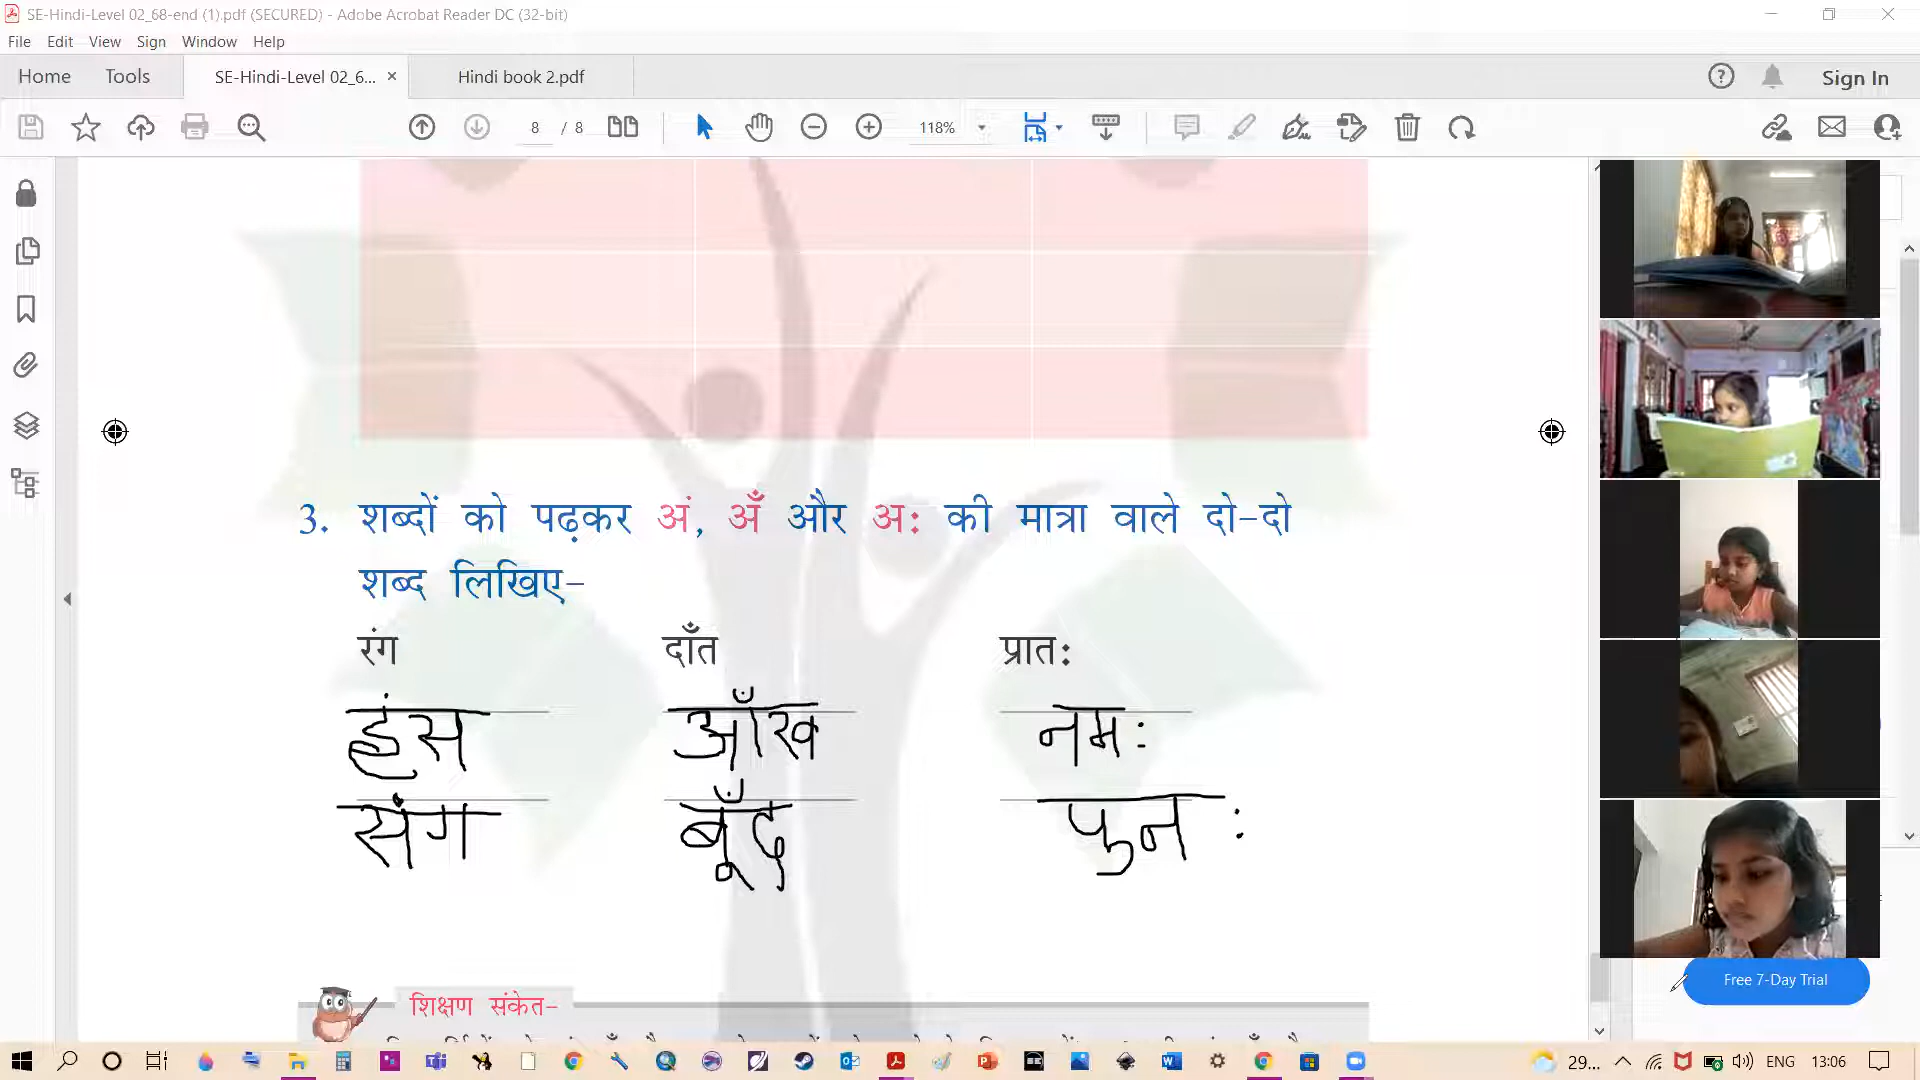 SE-Hindi-Level 02_68-end (1).pdf (SECURED) - Adobe Acrobat Reader DC (32-bit)
File Edit View Sign Window Help
Home Tools SE-Hindi-Level 02_6... × Hindi book 2.pdf Sign In
8 / 8 118%
3. शब्दों को पढ़कर अं, अँ और अः की मात्रा वाले दो-दो
शब्द लिखिए-
रंग दाँत प्रातः
हंस आँख नमः
संग बूँद पुनः
Free 7-Day Trial
शिक्षण संकेत-
29... ENG 13:06